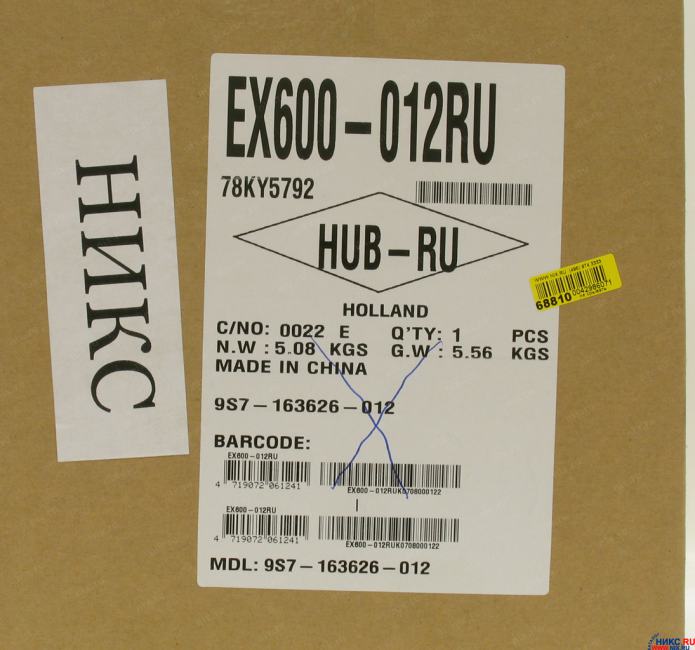 НИКС
EX600-012RU
78KY5792
HUB-RU
HOLLAND
C/NO: 0022 E Q'TY: 1 PCS
N.W : 5.08 KGS G.W : 5.56 KGS
MADE IN CHINA
9S7-163626-012
BARCODE:
EX600-012RU
4 719072 061241
EX600-012RUK0708000122
EX600-012RU
4 719072 061241
EX600-012RUK0708000122
MDL: 9S7-163626-012
68810
НИКС.RU